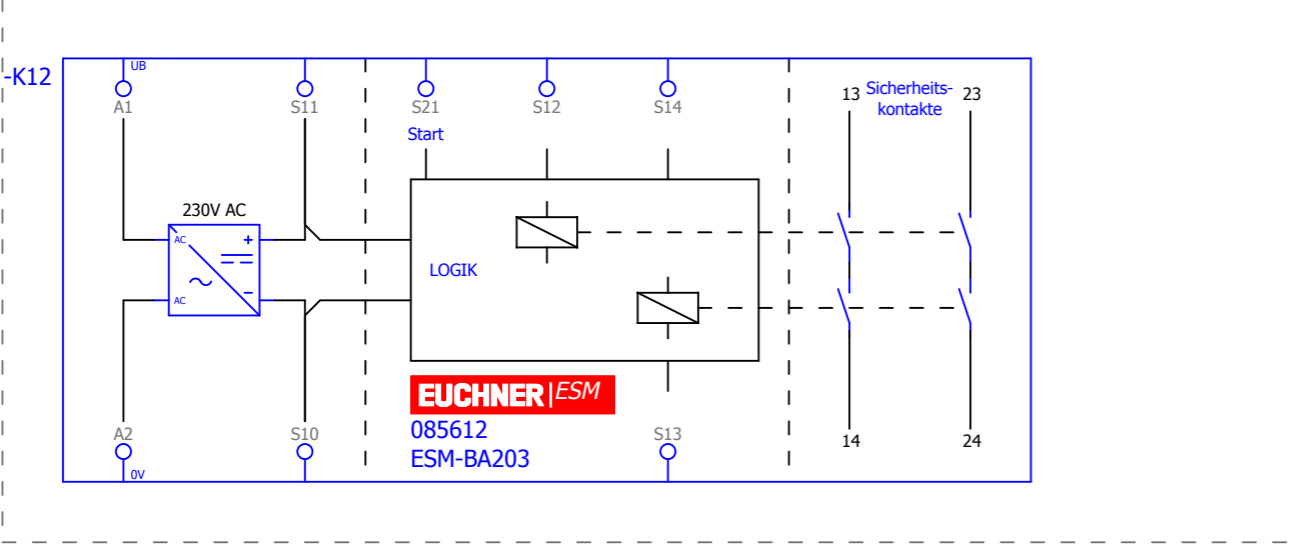 -K12
UB
A1
S11
S21
S12
S14
13
Sicherheits-
kontakte
23
Start
230V AC
AC
+
LOGIK
AC
-
EUCHNER|ESM
085612
ESM-BA203
A2
S10
S13
14
24
0V